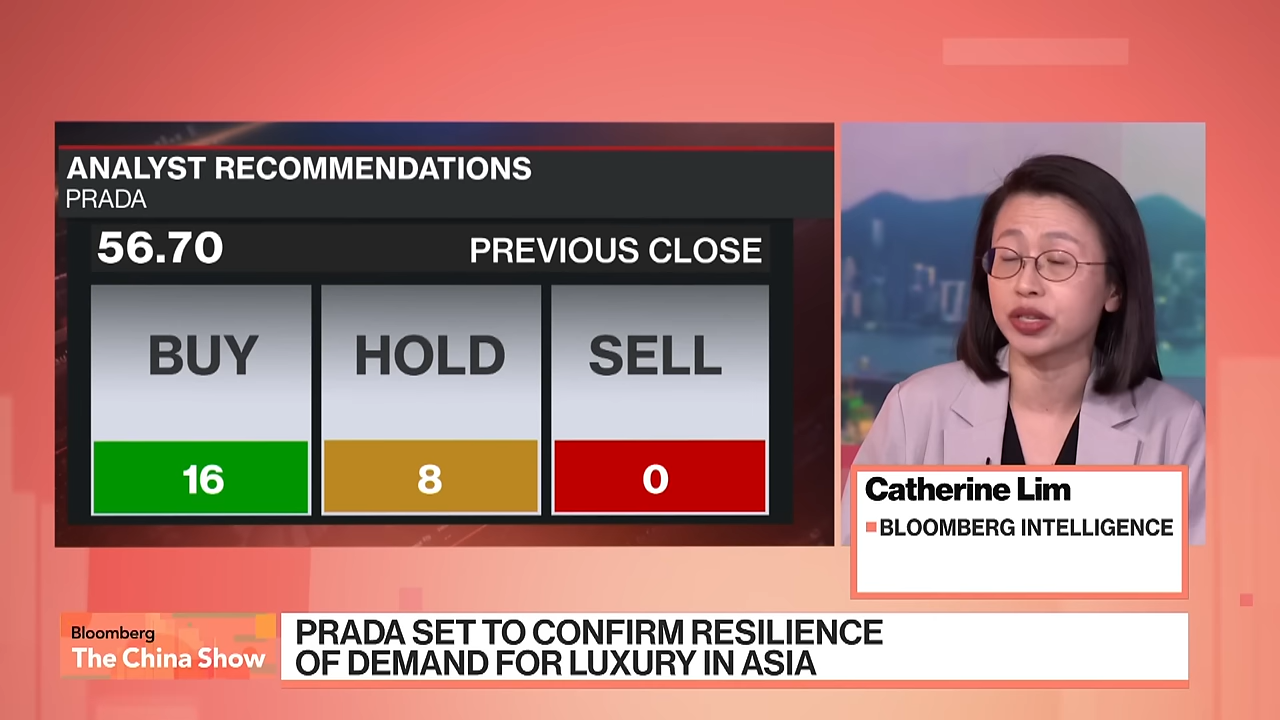 ANALYST RECOMMENDATIONS
PRADA
56.70 PREVIOUS CLOSE
BUY HOLD SELL
16 8 0
Catherine Lim
BLOOMBERG INTELLIGENCE
Bloomberg
The China Show
PRADA SET TO CONFIRM RESILIENCE
OF DEMAND FOR LUXURY IN ASIA